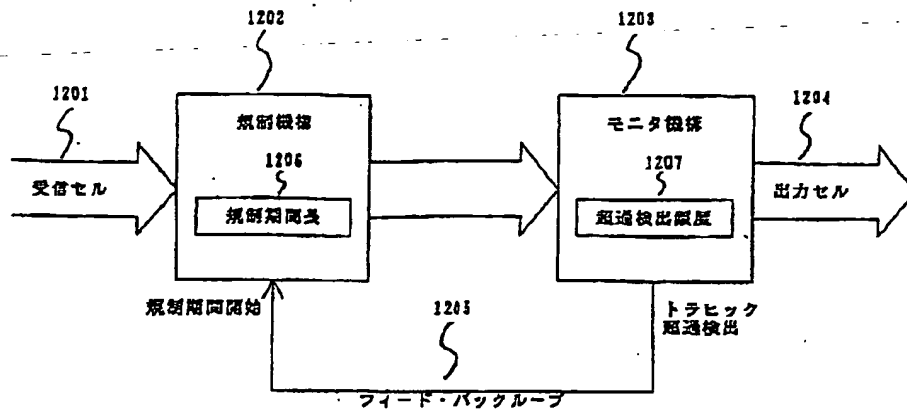 1202
1203
1201
1204
規制機構
モニタ機構
1206
1207
受信セル
出力セル
規制期間長
超過検出限度
規制期間開始
1205
トラヒック
超過検出
フィード・バックループ